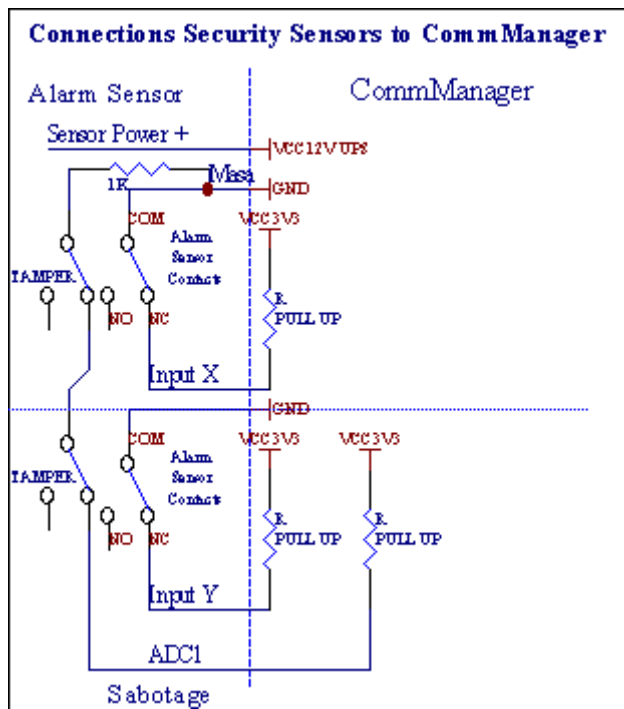 Connections Security Sensors to CommManager
Alarm Sensor
CommManager
Sensor Power +
VCC12V UPS
1K
Masa
GND
COM
VCC3V3
Alarm
Sensor
Contacts
TAMPER
R
PULL UP
NO
NC
Input X
GND
COM
VCC3V3
VCC3V3
Alarm
Sensor
Contacts
TAMPER
R
PULL UP
R
PULL UP
NO
NC
Input Y
ADC1
Sabotage